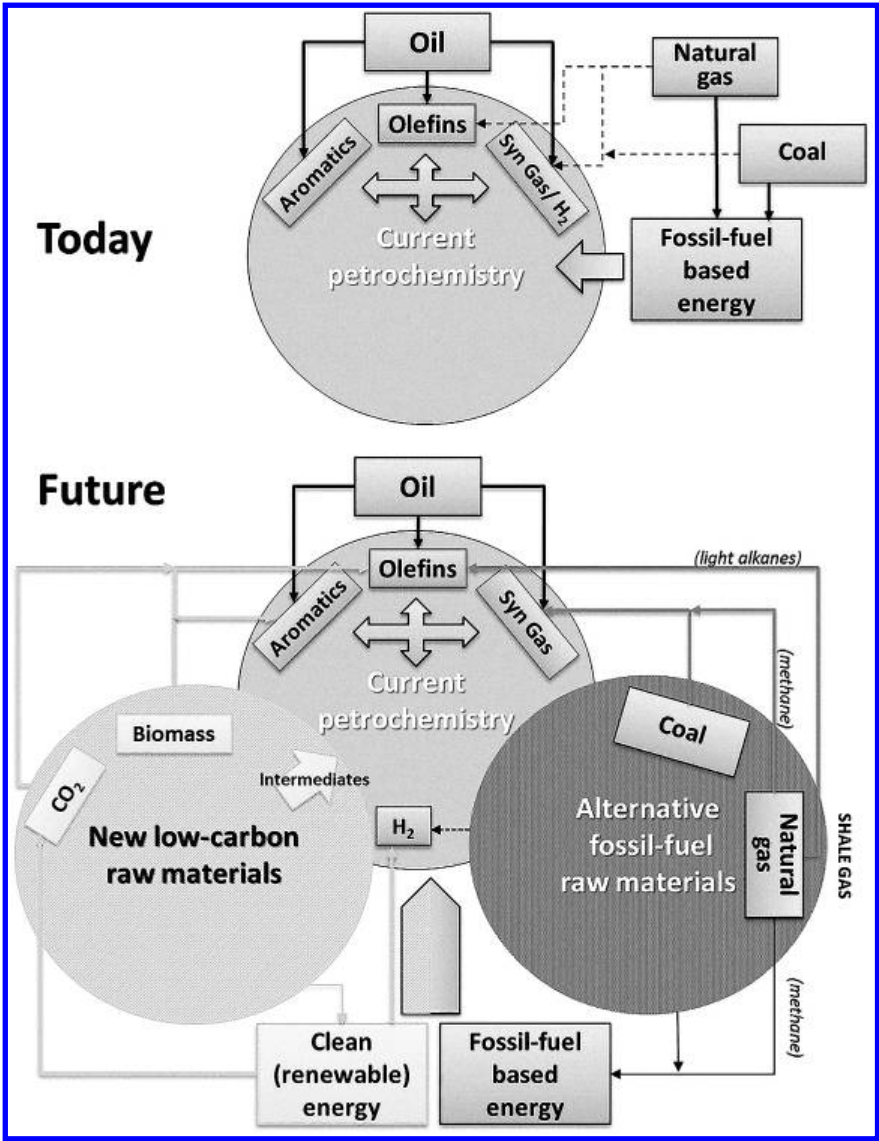 Oil
Natural
gas
Olefins
Aromatics
Syn Gas/ H2
Coal
Today
Current
petrochemistry
Fossil-fuel
based
energy
Future
Oil
(light alkanes)
Olefins
Aromatics
Syn Gas
Current
petrochemistry
(methane)
Biomass
Coal
CO2
Intermediates
New low-carbon
raw materials
H2
Alternative
fossil-fuel
raw materials
Natural
gas
SHALE GAS
(methane)
Clean
(renewable)
energy
Fossil-fuel
based
energy